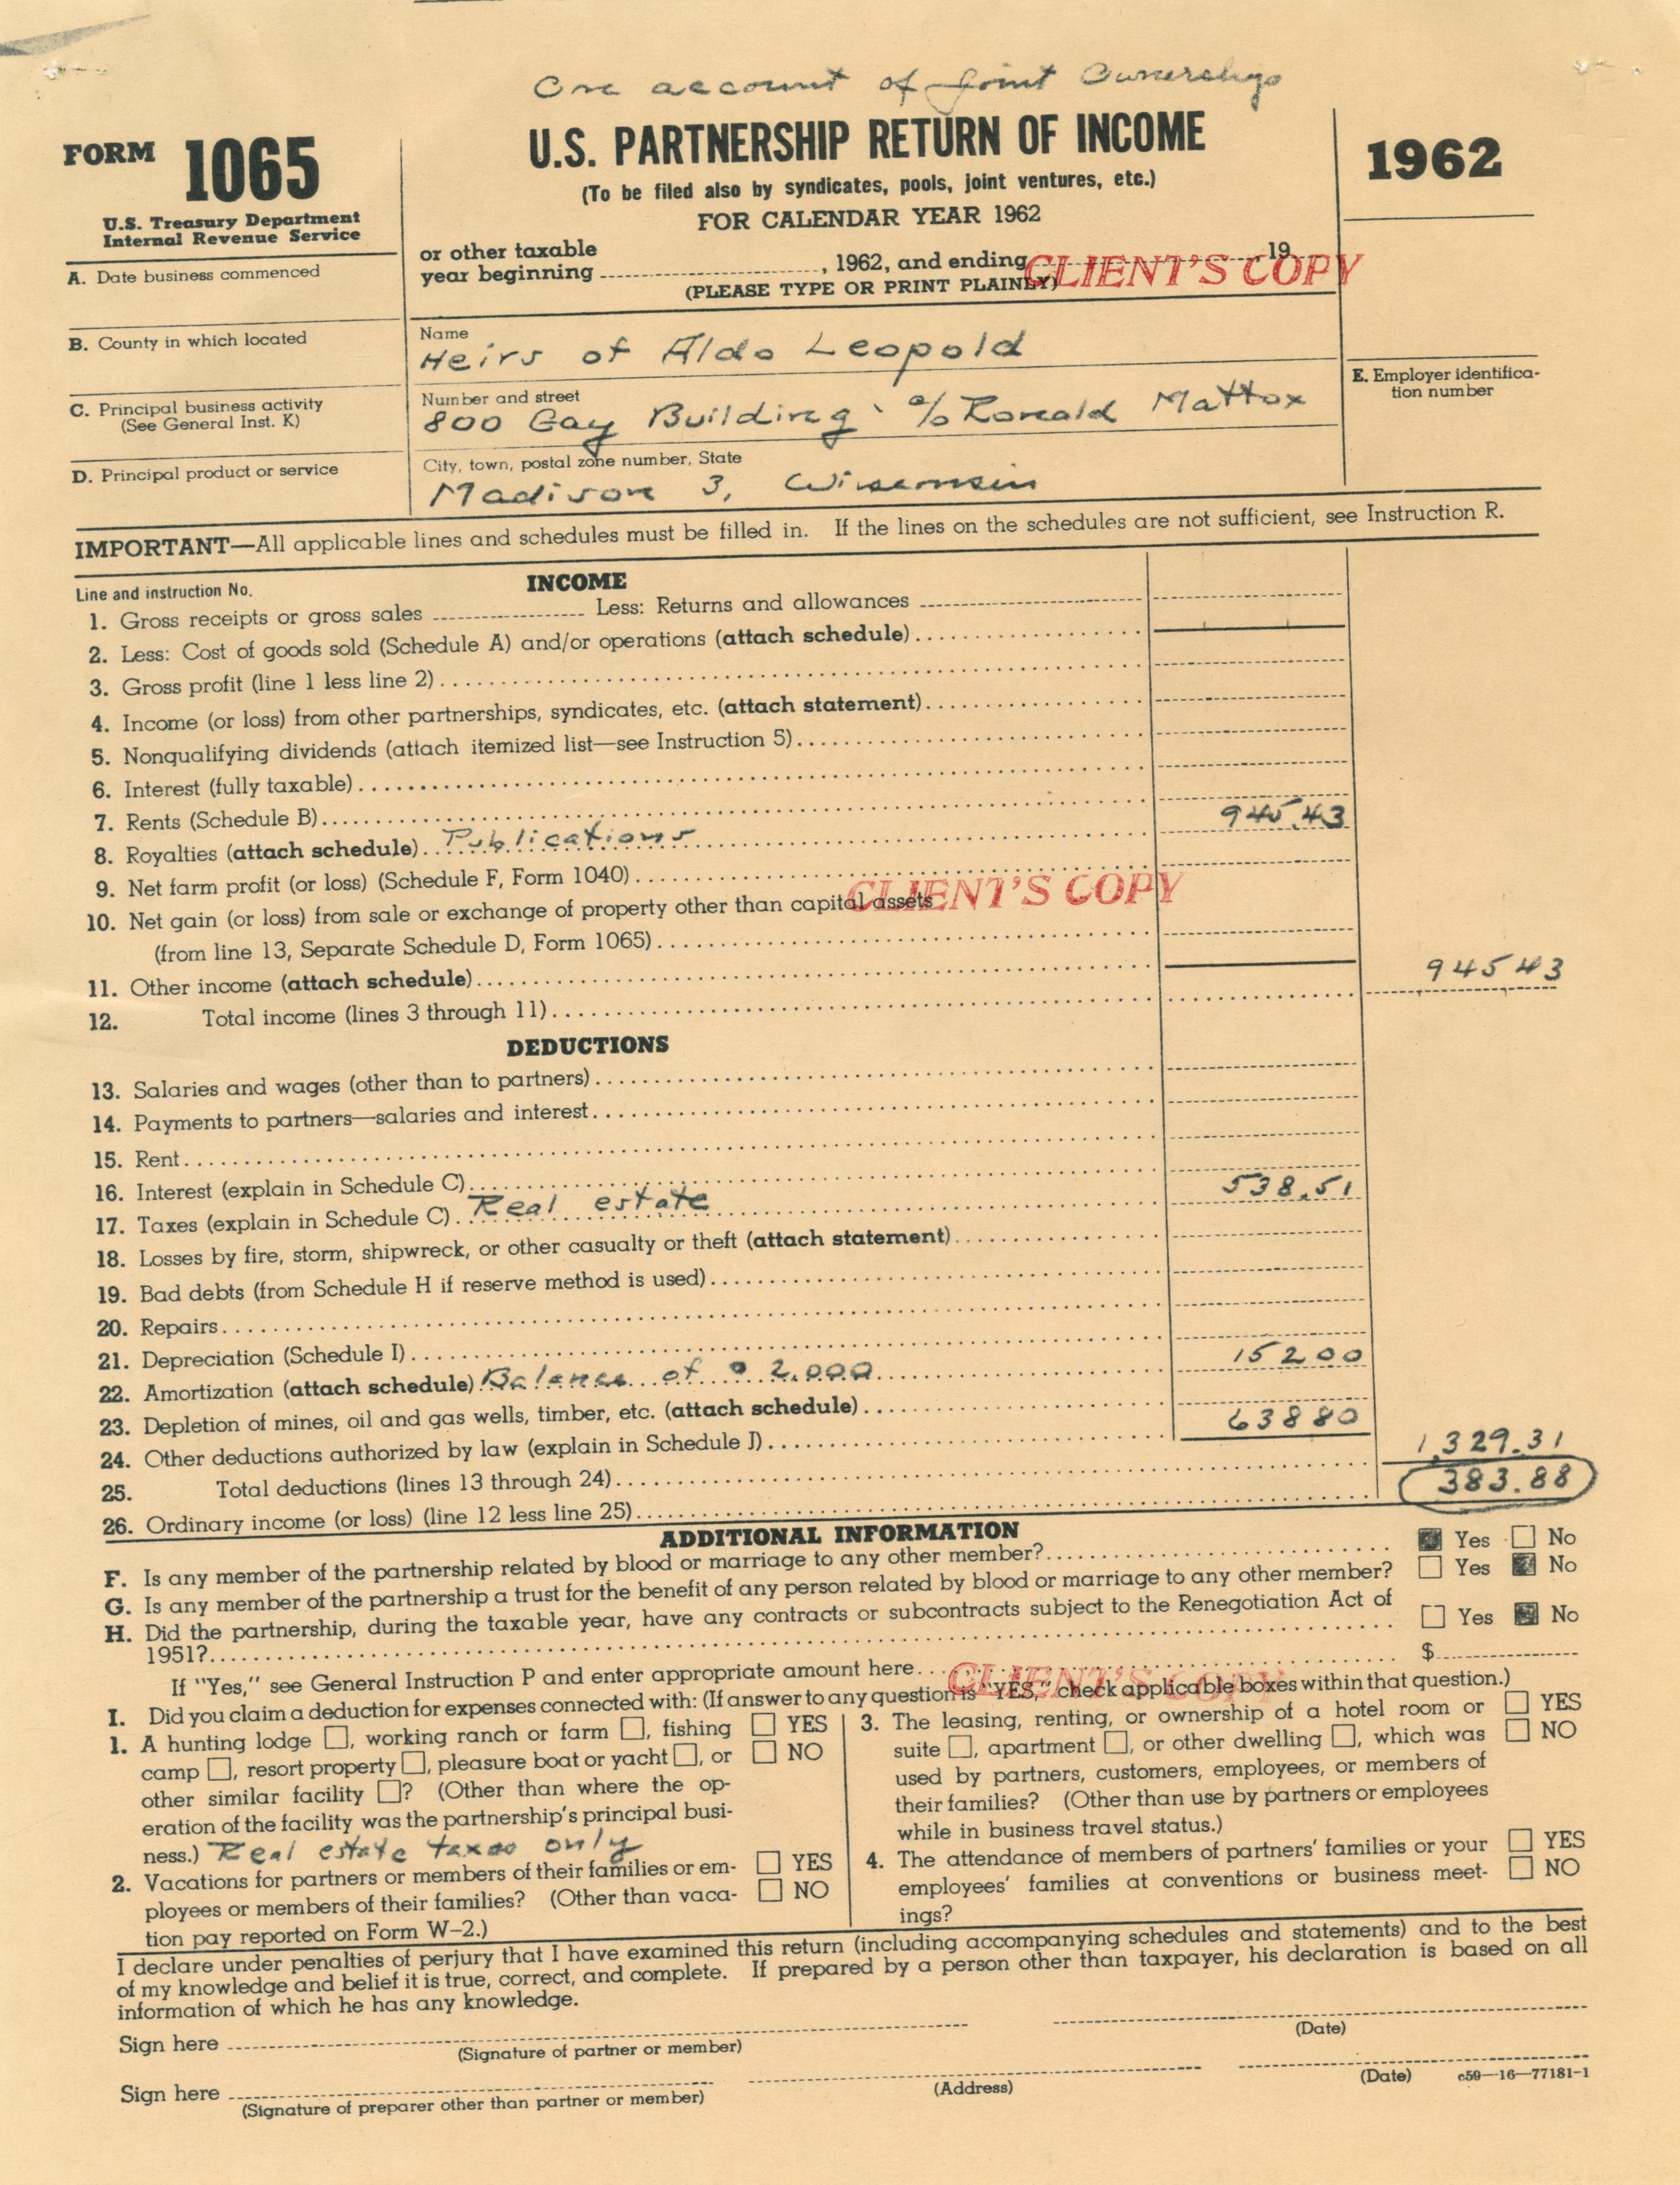 On account of Joint Ownership
FORM 1065
U.S. Treasury Department
Internal Revenue Service
U.S. PARTNERSHIP RETURN OF INCOME
(To be filed also by syndicates, pools, joint ventures, etc.)
FOR CALENDAR YEAR 1962
or other taxable
year beginning , 1962, and ending 19
(PLEASE TYPE OR PRINT PLAINLY)
CLIENT'S COPY
1962
A. Date business commenced
B. County in which located
C. Principal business activity
(See General Inst. K)
D. Principal product or service
Name
Heirs of Aldo Leopold
Number and street
800 Gay Building % Ronald Mattox
City, town, postal zone number, State
Madison 3, Wisconsin
E. Employer identifica-
tion number
IMPORTANT—All applicable lines and schedules must be filled in. If the lines on the schedules are not sufficient, see Instruction R.
Line and instruction No.
INCOME
1. Gross receipts or gross sales Less: Returns and allowances
2. Less: Cost of goods sold (Schedule A) and/or operations (attach schedule)
3. Gross profit (line 1 less line 2)
4. Income (or loss) from other partnerships, syndicates, etc. (attach statement)
5. Nonqualifying dividends (attach itemized list—see Instruction 5)
6. Interest (fully taxable)
7. Rents (Schedule B)
8. Royalties (attach schedule) Publications 945.43
9. Net farm profit (or loss) (Schedule F, Form 1040)
10. Net gain (or loss) from sale or exchange of property other than capital assets
CLIENT'S COPY
(from line 13, Separate Schedule D, Form 1065)
11. Other income (attach schedule)
12. Total income (lines 3 through 11) 945 43
DEDUCTIONS
13. Salaries and wages (other than to partners)
14. Payments to partners—salaries and interest
15. Rent
16. Interest (explain in Schedule C)
17. Taxes (explain in Schedule C) Real estate 538.51
18. Losses by fire, storm, shipwreck, or other casualty or theft (attach statement)
19. Bad debts (from Schedule H if reserve method is used)
20. Repairs
21. Depreciation (Schedule I)
22. Amortization (attach schedule) Balance of $ 2,000 152 00
23. Depletion of mines, oil and gas wells, timber, etc. (attach schedule)
24. Other deductions authorized by law (explain in Schedule J) 638 80
25. Total deductions (lines 13 through 24) 1,329.31
26. Ordinary income (or loss) (line 12 less line 25) 383.88
ADDITIONAL INFORMATION
F. Is any member of the partnership related by blood or marriage to any other member? Yes No
G. Is any member of the partnership a trust for the benefit of any person related by blood or marriage to any other member? Yes No
H. Did the partnership, during the taxable year, have any contracts or subcontracts subject to the Renegotiation Act of
1951? Yes No
If "Yes," see General Instruction P and enter appropriate amount here $
CLIENT'S COPY
I. Did you claim a deduction for expenses connected with: (If answer to any question is "YES," check applicable boxes within that question.)
1. A hunting lodge , working ranch or farm , fishing YES
camp , resort property , pleasure boat or yacht , or NO
other similar facility ? (Other than where the op-
eration of the facility was the partnership's principal busi-
ness.) Real estate taxes only
2. Vacations for partners or members of their families or em- YES
ployees or members of their families? (Other than vaca- NO
tion pay reported on Form W-2.)
3. The leasing, renting, or ownership of a hotel room or YES
suite , apartment , or other dwelling , which was NO
used by partners, customers, employees, or members of
their families? (Other than use by partners or employees
while in business travel status.)
4. The attendance of members of partners' families or your YES
employees' families at conventions or business meet- NO
ings?
I declare under penalties of perjury that I have examined this return (including accompanying schedules and statements) and to the best
of my knowledge and belief it is true, correct, and complete. If prepared by a person other than taxpayer, his declaration is based on all
information of which he has any knowledge.
Sign here
(Signature of partner or member) (Date)
Sign here
(Signature of preparer other than partner or member) (Address) (Date) c59—16—77181-1